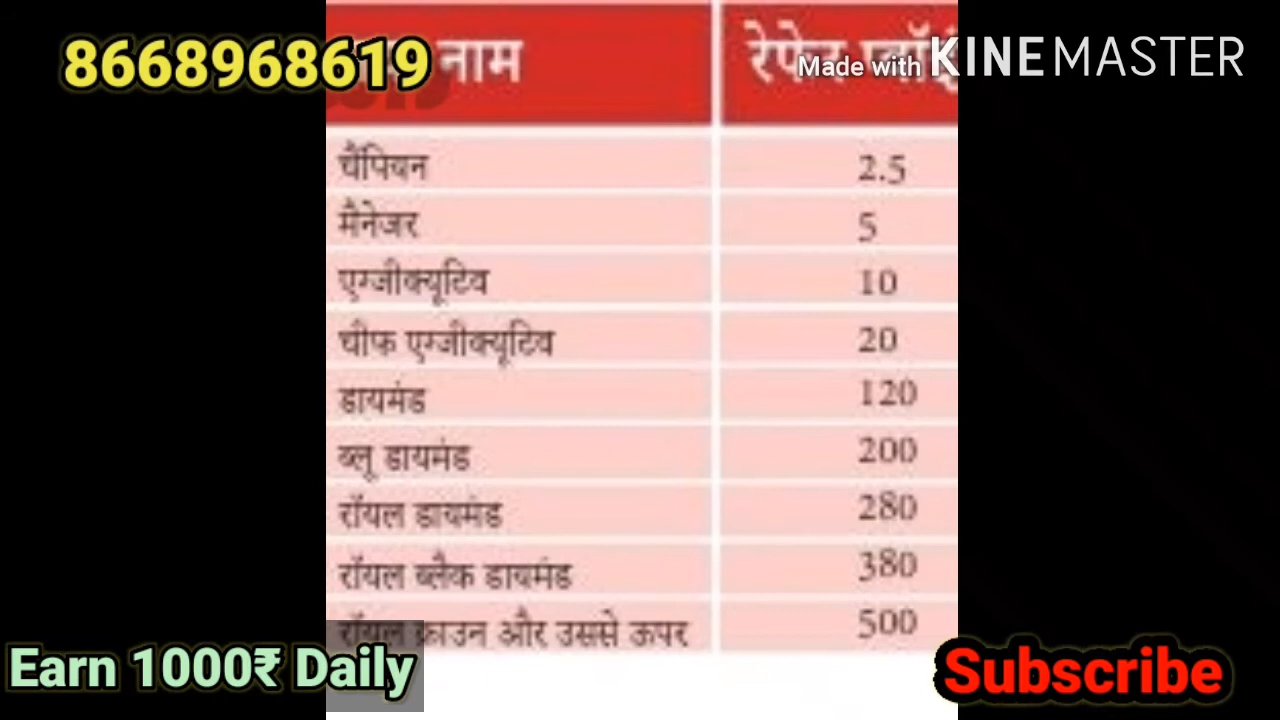 8668968619 नाम
रेफेर प्वॉइं
Made with KINEMASTER
चैंपियन 2.5
मैनेजर 5
एग्जीक्यूटिव 10
चीफ एग्जीक्यूटिव 20
डायमंड 120
ब्लू डायमंड 200
रॉयल डायमंड 280
रॉयल ब्लैक डायमंड 380
रॉयल क्राउन और उससे ऊपर 500
Earn 1000₹ Daily
Subscribe